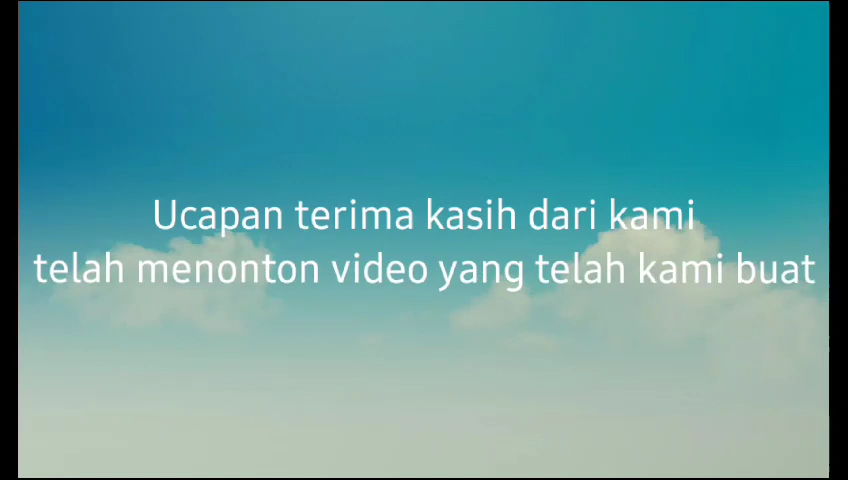 Ucapan terima kasih dari kami
telah menonton video yang telah kami buat